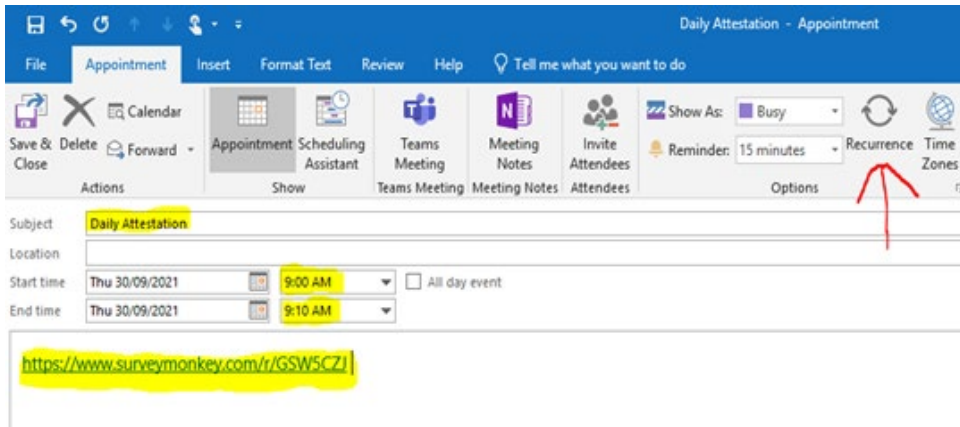 Daily Attestation - Appointment
File Appointment Insert Format Text Review Help Tell me what you want to do
Save & Close
Delete
Calendar
Forward
Actions
Appointment
Scheduling Assistant
Show
Teams Meeting
Teams Meeting
Meeting Notes
Meeting Notes
Invite Attendees
Attendees
Show As: Busy
Reminder: 15 minutes
Recurrence
Time Zones
Options
Subject Daily Attestation
Location
Start time Thu 30/09/2021 9:00 AM All day event
End time Thu 30/09/2021 9:10 AM
https://www.surveymonkey.com/r/GSW5CZJ